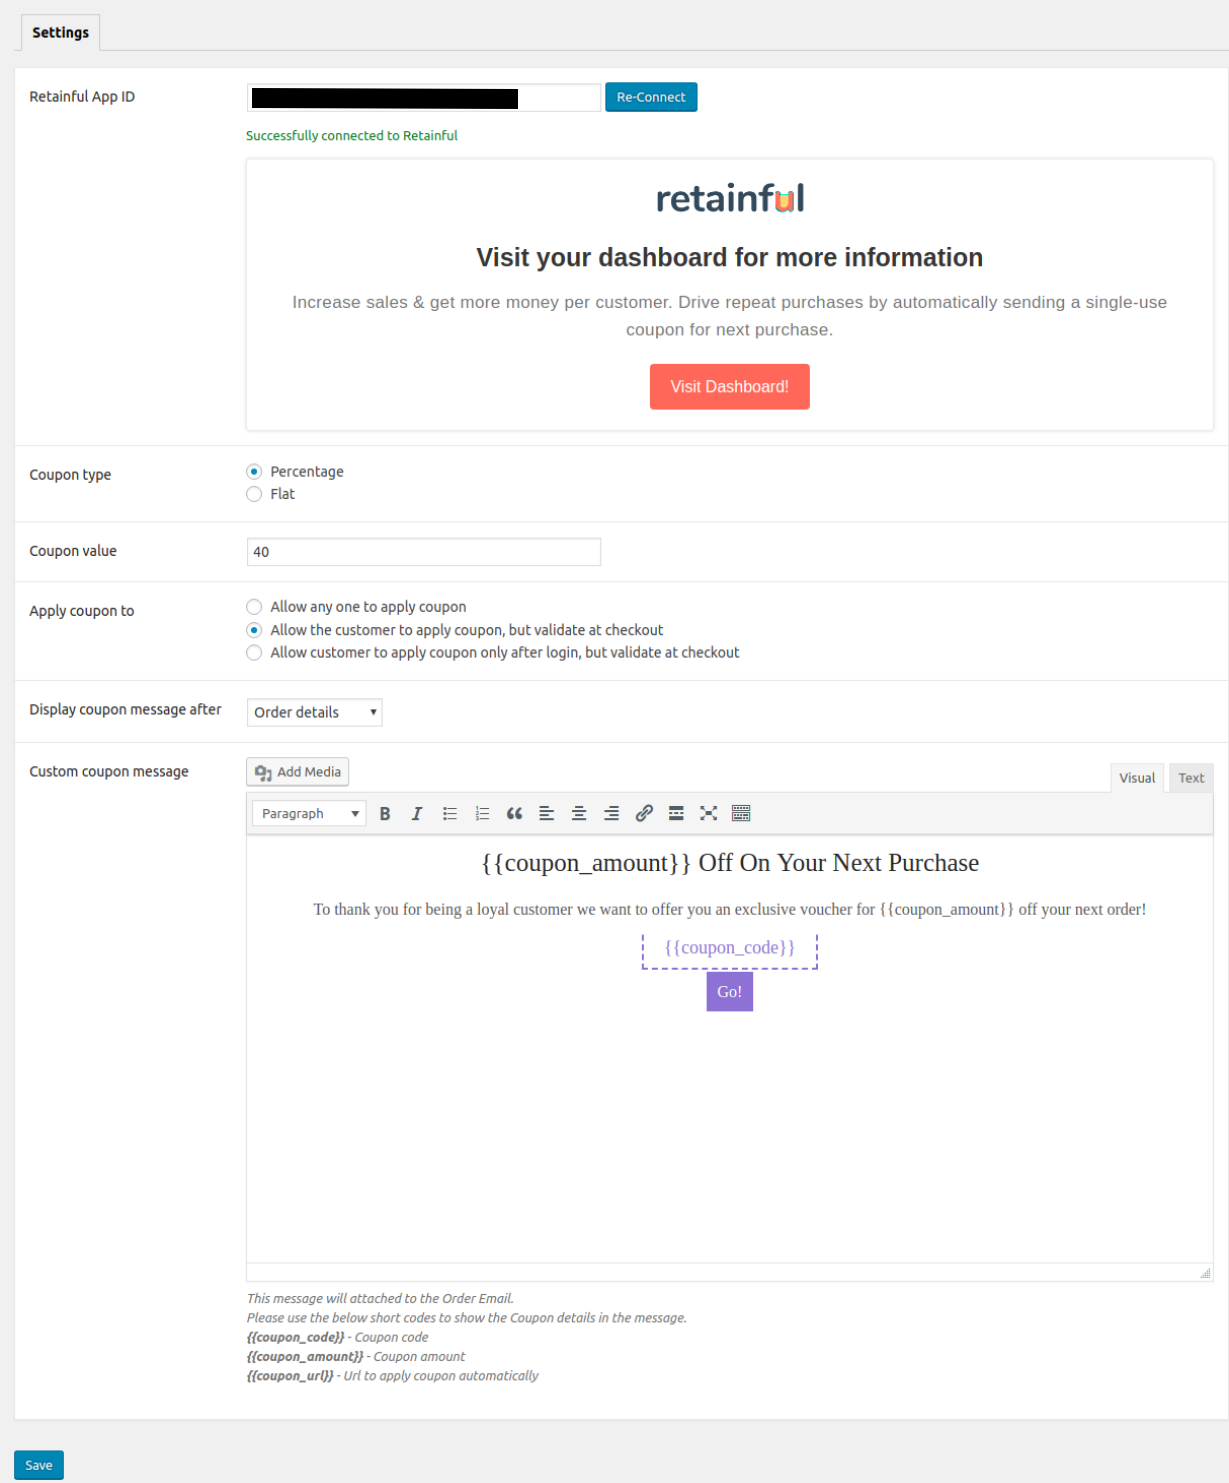 Settings
Retainful App ID
Re-Connect
Successfully connected to Retainful
retainful
Visit your dashboard for more information
Increase sales & get more money per customer. Drive repeat purchases by automatically sending a single-use
coupon for next purchase.
Visit Dashboard!
Coupon type
Percentage
Flat
Coupon value
40
Apply coupon to
Allow any one to apply coupon
Allow the customer to apply coupon, but validate at checkout
Allow customer to apply coupon only after login, but validate at checkout
Display coupon message after
Order details
Custom coupon message
Add Media
Visual
Text
Paragraph
{{coupon_amount}} Off On Your Next Purchase
To thank you for being a loyal customer we want to offer you an exclusive voucher for {{coupon_amount}} off your next order!
{{coupon_code}}
Go!
This message will attached to the Order Email.
Please use the below short codes to show the Coupon details in the message.
{{coupon_code}} - Coupon code
{{coupon_amount}} - Coupon amount
{{coupon_url}} - Url to apply coupon automatically
Save